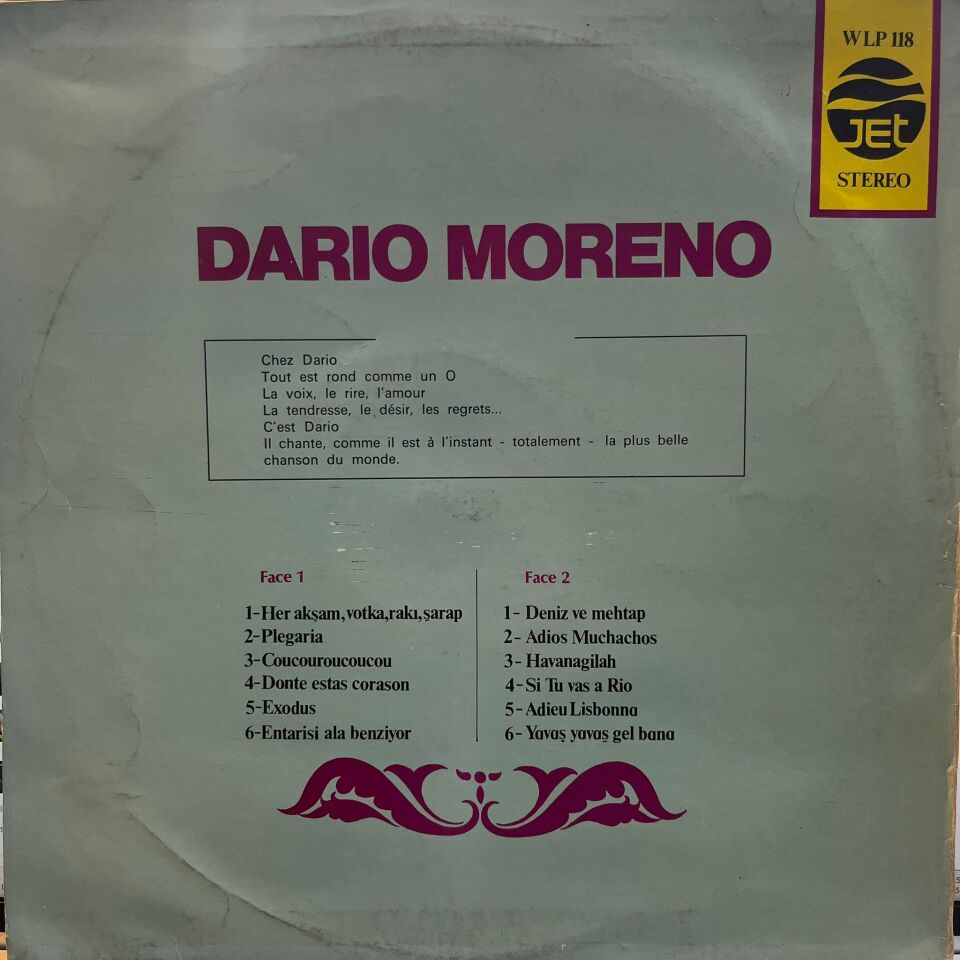 WLP 118
JEt
STEREO
DARIO MORENO
Chez Dario
Tout est rond comme un O
La voix, le rire, l'amour
La tendresse, le désir, les regrets...
C'est Dario
Il chante, comme il est à l'instant - totalement - la plus belle
chanson du monde.
Face 1
1-Her akşam,votka,rakı,şarap
2-Plegaria
3-Coucouroucoucou
4-Donte estas corason
5-Exodus
6-Entarisi ala benziyor
Face 2
1- Deniz ve mehtap
2- Adios Muchachos
3- Havanagilah
4- Si Tu vas a Rio
5- Adieu Lisbonna
6- Yavaş yavaş gel bana